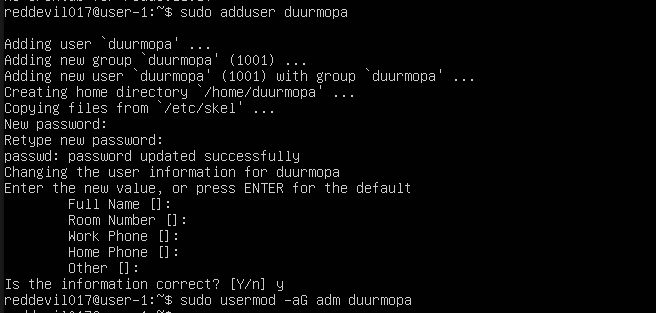 reddevil017@user-1:~$ sudo adduser duurmopa
Adding user `duurmopa' ...
Adding new group `duurmopa' (1001) ...
Adding new user `duurmopa' (1001) with group `duurmopa' ...
Creating home directory `/home/duurmopa' ...
Copying files from `/etc/skel' ...
New password:
Retype new password:
passwd: password updated successfully
Changing the user information for duurmopa
Enter the new value, or press ENTER for the default
Full Name []:
Room Number []:
Work Phone []:
Home Phone []:
Other []:
Is the information correct? [Y/n] y
reddevil017@user-1:~$ sudo usermod -aG adm duurmopa